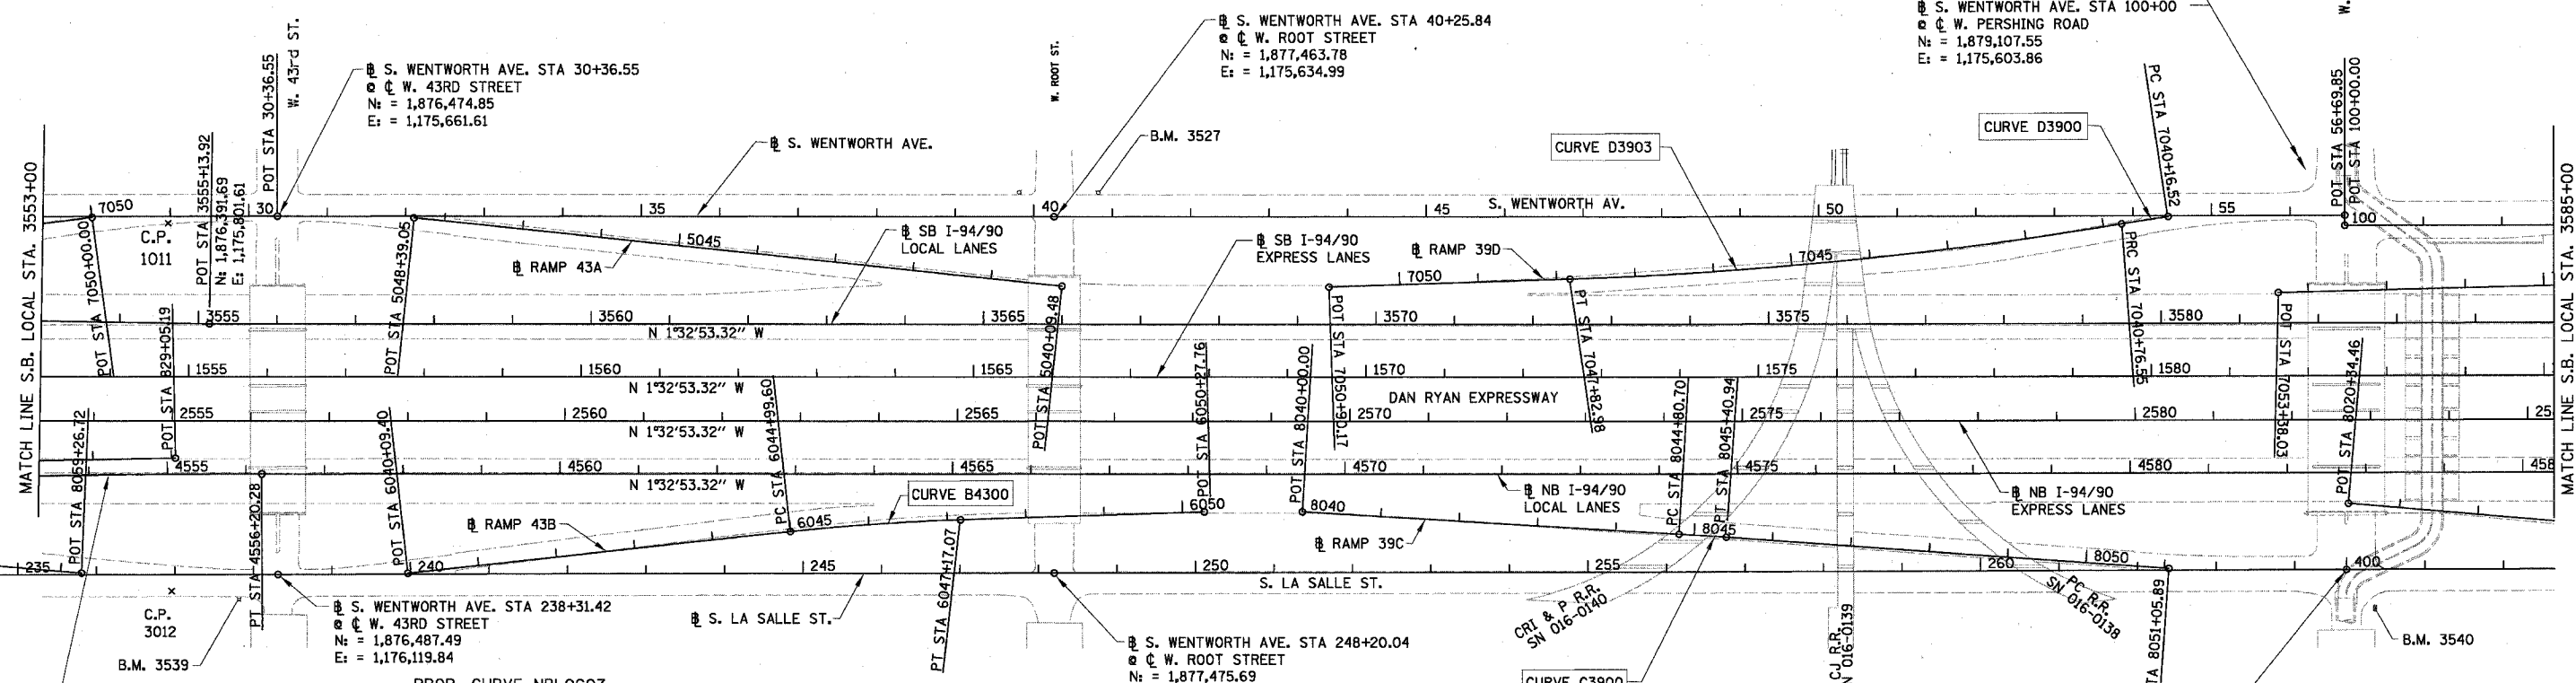 ℄ S. WENTWORTH AVE. STA 40+25.84
@ ℄ W. ROOT STREET
N: = 1,877,463.78
E: = 1,175,634.99
℄ S. WENTWORTH AVE. STA 100+00
@ ℄ W. PERSHING ROAD
N: = 1,879,107.55
E: = 1,175,603.86
W.
W. 43rd ST.
℄ S. WENTWORTH AVE. STA 30+36.55
@ ℄ W. 43RD STREET
N: = 1,876,474.85
E: = 1,175,661.61
POT STA 30+36.55
W. ROOT ST.
B.M. 3527
℄ S. WENTWORTH AVE.
CURVE D3903
CURVE D3900
PC STA 7040+16.52
POT STA 56+69.85
POT STA 100+00.00
MATCH LINE S.B. LOCAL STA. 3553+00
MATCH LINE S.B. LOCAL STA. 3585+00
POT STA 3555+13.92
N: 1,876,391.69
E: 1,175,801.61
7050
30
35
40
45
S. WENTWORTH AV.
50
55
100
C.P.
1011
POT STA 7050+00.00
POT STA 5048+39.05
5045
℄ RAMP 43A
℄ SB I-94/90
LOCAL LANES
℄ SB I-94/90
EXPRESS LANES
℄ RAMP 39D
7050
7045
PRC STA 7040+76.55
3555
3560
3565
3570
3575
3580
N 1°32'53.32" W
POT STA 829+05.19
POT STA 5040+09.48
POT STA 7050+90.17
PT STA 7047+82.98
POT STA 7053+38.03
1555
1560
1565
1570
1575
1580
N 1°32'53.32" W
DAN RYAN EXPRESSWAY
2555
2560
2565
2570
2575
2580
N 1°32'53.32" W
POT STA 8059+26.72
POT STA 6040+09.40
PC STA 6044+99.60
POT STA 6050+27.76
POT STA 8040+00.00
PC STA 8044+80.70
PT STA 8045+40.94
POT STA 8020+34.46
4555
4560
4565
4570
4575
4580
N 1°32'53.32" W
PT STA 4556+20.28
CURVE B4300
℄ NB I-94/90
LOCAL LANES
℄ NB I-94/90
EXPRESS LANES
℄ RAMP 43B
6045
6050
8040
℄ RAMP 39C
8045
8050
235
240
245
250
255
260
400
S. LA SALLE ST.
C.P.
3012
B.M. 3539
℄ S. WENTWORTH AVE. STA 238+31.42
@ ℄ W. 43RD STREET
N: = 1,876,487.49
E: = 1,176,119.84
℄ S. LA SALLE ST.
PT STA 6047+17.07
℄ S. WENTWORTH AVE. STA 248+20.04
@ ℄ W. ROOT STREET
N: = 1,877,475.69
CRI & P R.R.
SN 016-0140
CJ R.R.
N 016-0139
PC R.R.
SN 016-0138
TA 8051+05.89
B.M. 3540
CURVE C3900